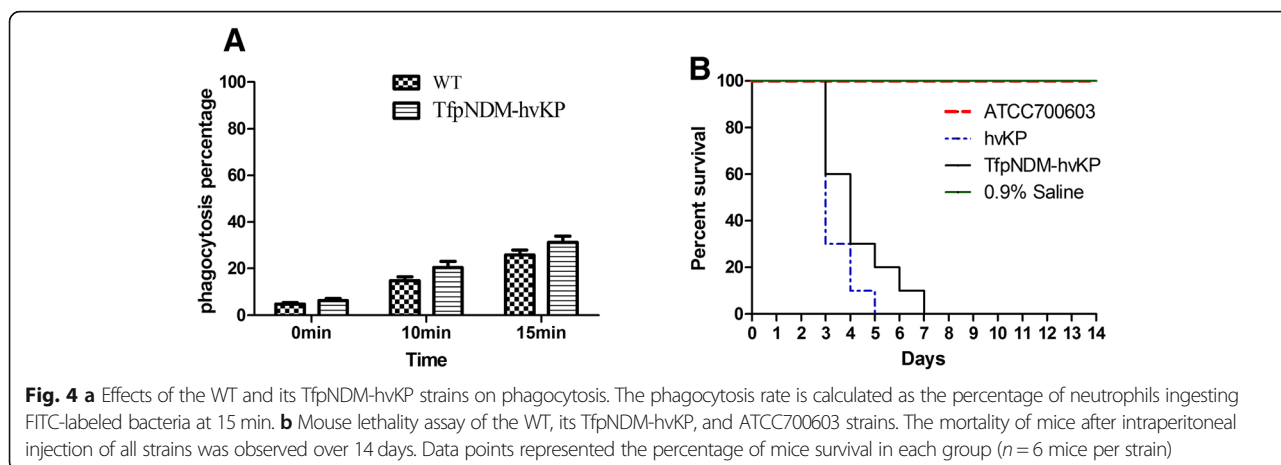 A
100
80
60
40
20
0
phagocytosis percentage
WT
TfpNDM-hvKP
0min 10min 15min
Time
B
100
80
60
40
20
0
Percent survival
ATCC700603
hvKP
TfpNDM-hvKP
0.9% Saline
0 1 2 3 4 5 6 7 8 9 10 11 12 13 14
Days
Fig. 4 a Effects of the WT and its TfpNDM-hvKP strains on phagocytosis. The phagocytosis rate is calculated as the percentage of neutrophils ingesting
FITC-labeled bacteria at 15 min. b Mouse lethality assay of the WT, its TfpNDM-hvKP, and ATCC700603 strains. The mortality of mice after intraperitoneal
injection of all strains was observed over 14 days. Data points represented the percentage of mice survival in each group (n = 6 mice per strain)